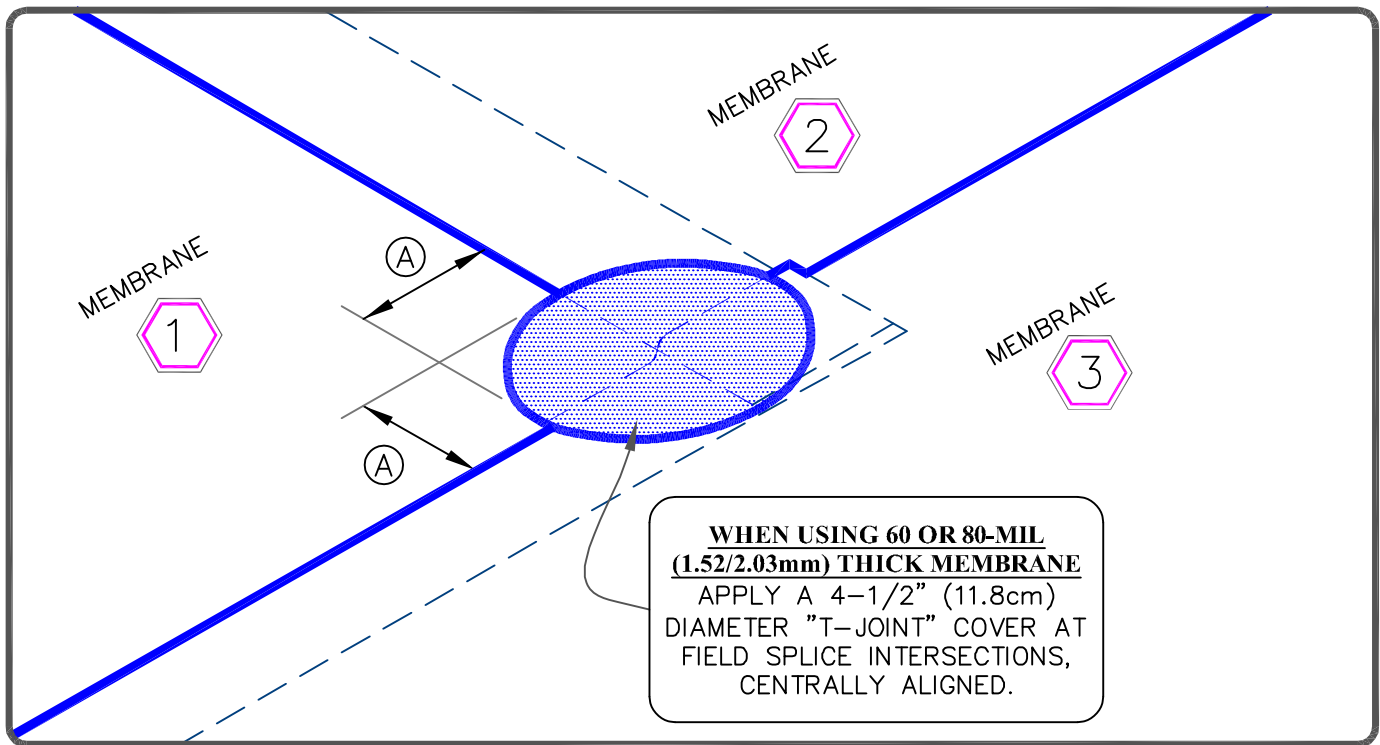 MEMBRANE
2
MEMBRANE
1
A
MEMBRANE
3
A
WHEN USING 60 OR 80-MIL
(1.52/2.03mm) THICK MEMBRANE
APPLY A 4-1/2" (11.8cm)
DIAMETER "T-JOINT" COVER AT
FIELD SPLICE INTERSECTIONS,
CENTRALLY ALIGNED.